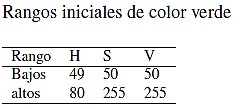 Rangos iniciales de color verde
Rango H S V
Bajos 49 50 50
altos 80 255 255